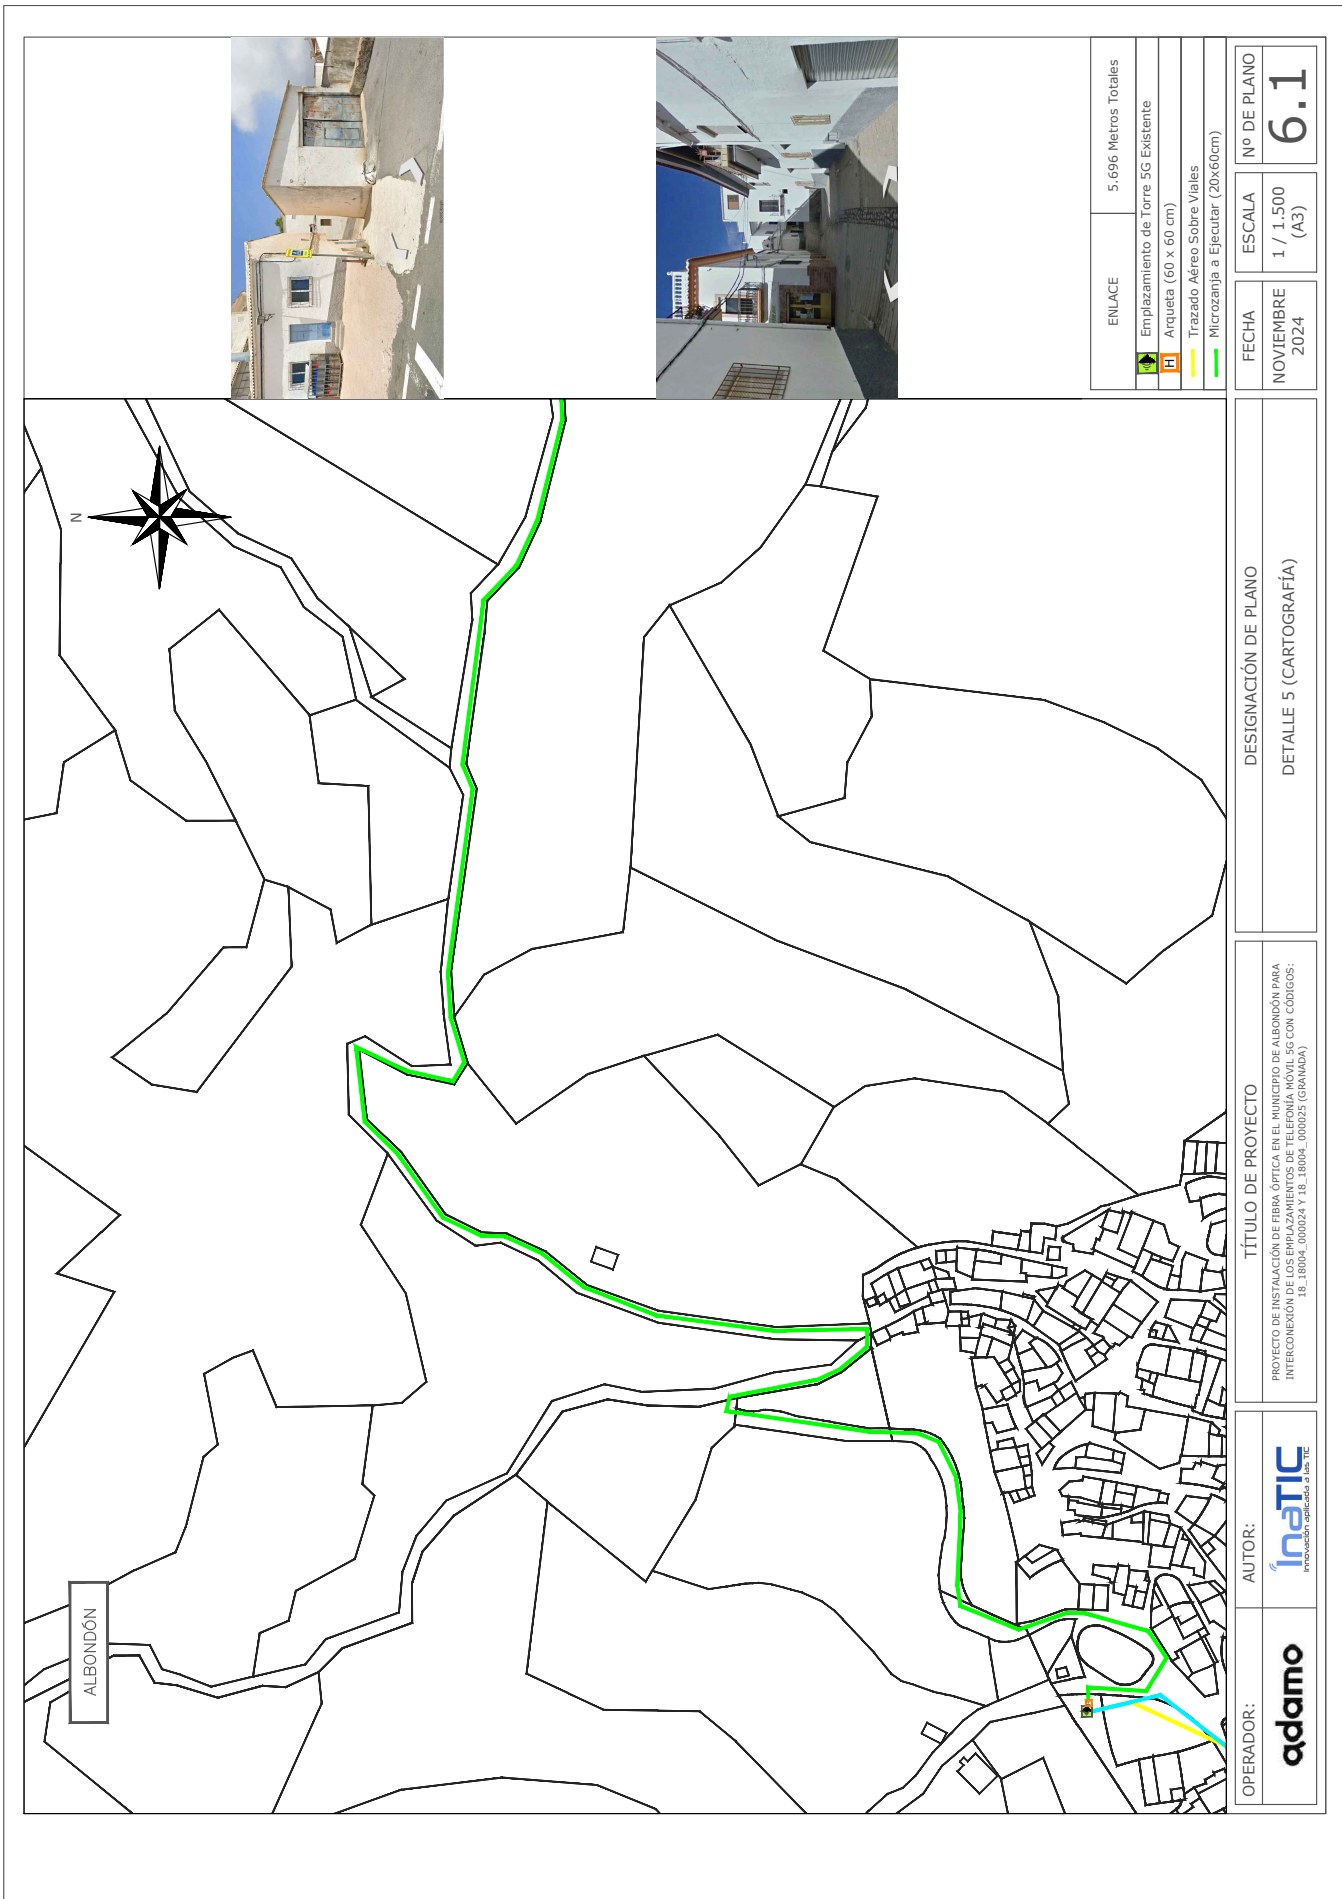 N
ALBONDÓN
ENLACE
5.696 Metros Totales
Emplazamiento de Torre 5G Existente
H
Arqueta (60 x 60 cm)
Trazado Aéreo Sobre Viales
Microzanja a Ejecutar (20x60cm)
OPERADOR:
adamo
AUTOR:
inaTIC
Innovación aplicada a las TIC
TÍTULO DE PROYECTO
PROYECTO DE INSTALACIÓN DE FIBRA ÓPTICA EN EL MUNICIPIO DE ALBONDÓN PARA
INTERCONEXIÓN DE LOS EMPLAZAMIENTOS DE TELEFONÍA MÓVIL 5G CON CÓDIGOS:
18_18004_000024 Y 18_18004_000025 (GRANADA)
DESIGNACIÓN DE PLANO
DETALLE 5 (CARTOGRAFÍA)
FECHA
NOVIEMBRE
2024
ESCALA
1 / 1.500
(A3)
Nº DE PLANO
6.1